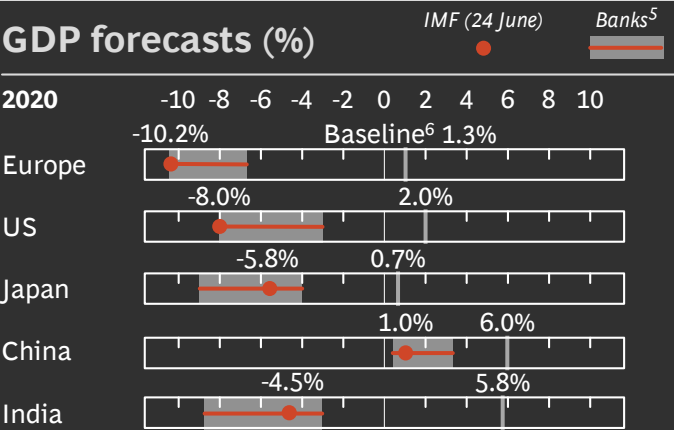 GDP forecasts (%)
IMF (24 June)
Banks5
2020 -10 -8 -6 -4 -2 0 2 4 6 8 10
-10.2% Baseline6 1.3%
Europe
-8.0% 2.0%
US
-5.8% 0.7%
Japan
1.0% 6.0%
China
-4.5% 5.8%
India